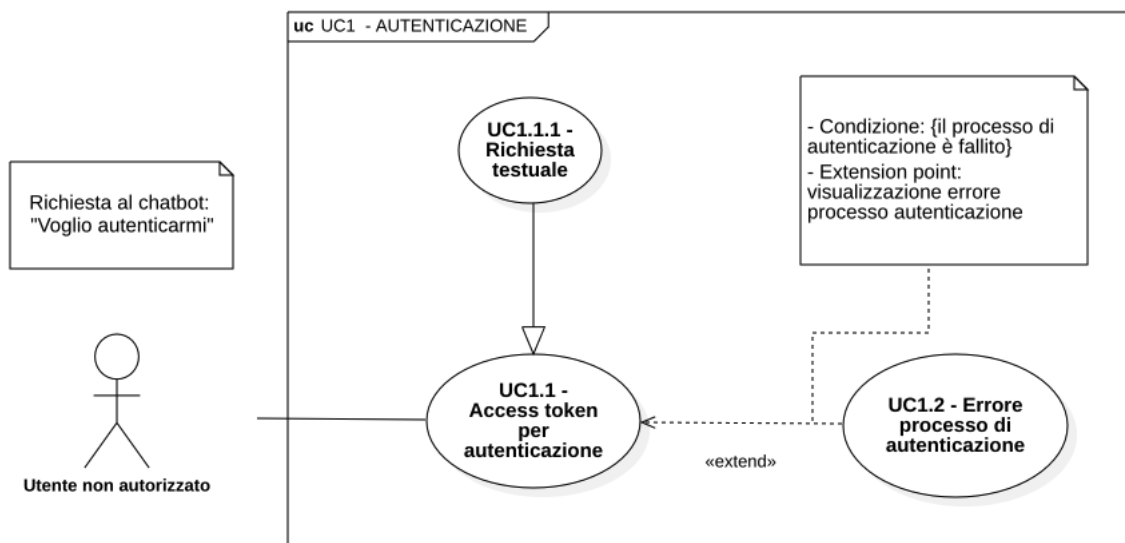 uc UC1 - AUTENTICAZIONE
UC1.1.1 -
Richiesta
testuale
- Condizione: {il processo di
autenticazione è fallito}
- Extension point:
visualizzazione errore
processo autenticazione
Richiesta al chatbot:
"Voglio autenticarmi"
UC1.1 -
Access token
per
autenticazione
UC1.2 - Errore
processo di
autenticazione
«extend»
Utente non autorizzato